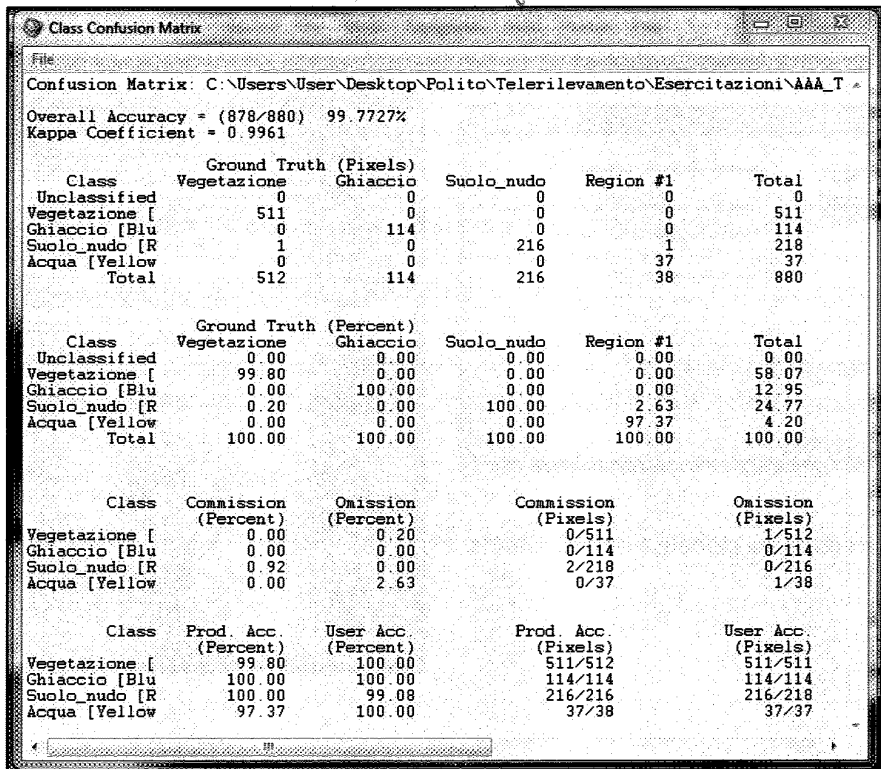 Class Confusion Matrix
File
Confusion Matrix: C:\Users\User\Desktop\Polito\Telerilevamento\Esercitazioni\AAA_T
Overall Accuracy = (878/880) 99.7727%
Kappa Coefficient = 0.9961
Ground Truth (Pixels)
Class Vegetazione Ghiaccio Suolo_nudo Region #1 Total
Unclassified 0 0 0 0 0
Vegetazione [ 511 0 0 0 511
Ghiaccio [Blu 0 114 0 0 114
Suolo_nudo [R 1 0 216 1 218
Acqua [Yellow 0 0 0 37 37
Total 512 114 216 38 880
Ground Truth (Percent)
Class Vegetazione Ghiaccio Suolo_nudo Region #1 Total
Unclassified 0.00 0.00 0.00 0.00 0.00
Vegetazione [ 99.80 0.00 0.00 0.00 58.07
Ghiaccio [Blu 0.00 100.00 0.00 0.00 12.95
Suolo_nudo [R 0.20 0.00 100.00 2.63 24.77
Acqua [Yellow 0.00 0.00 0.00 97.37 4.20
Total 100.00 100.00 100.00 100.00 100.00
Class Commission Omission Commission Omission
(Percent) (Percent) (Pixels) (Pixels)
Vegetazione [ 0.00 0.20 0/511 1/512
Ghiaccio [Blu 0.00 0.00 0/114 0/114
Suolo_nudo [R 0.92 0.00 2/218 0/216
Acqua [Yellow 0.00 2.63 0/37 1/38
Class Prod. Acc. User Acc. Prod. Acc. User Acc.
(Percent) (Percent) (Pixels) (Pixels)
Vegetazione [ 99.80 100.00 511/512 511/511
Ghiaccio [Blu 100.00 100.00 114/114 114/114
Suolo_nudo [R 100.00 99.08 216/216 216/218
Acqua [Yellow 97.37 100.00 37/38 37/37